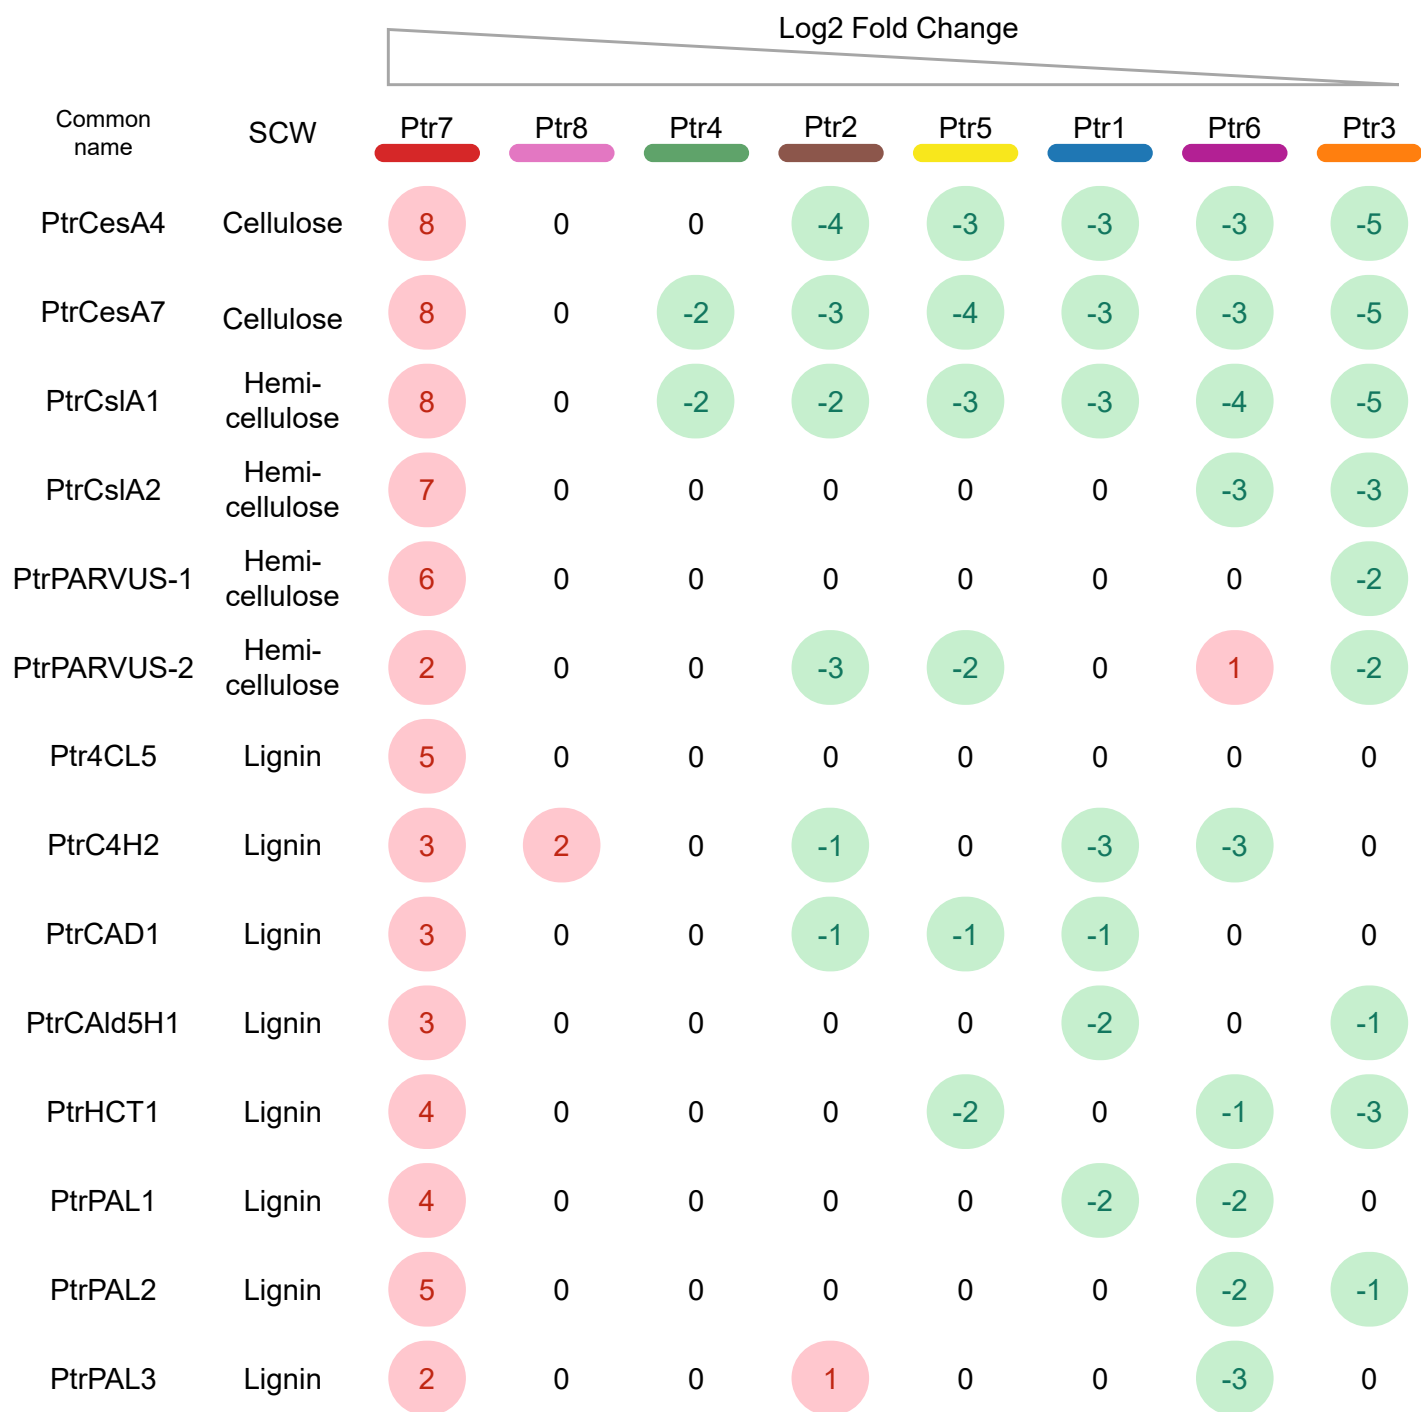 Log2 Fold Change
Common
name
SCW Ptr7 Ptr8 Ptr4 Ptr2 Ptr5 Ptr1 Ptr6 Ptr3
PtrCesA4 Cellulose 8 0 0 -4 -3 -3 -3 -5
PtrCesA7 Cellulose 8 0 -2 -3 -4 -3 -3 -5
PtrCslA1 Hemi-
cellulose 8 0 -2 -2 -3 -3 -4 -5
PtrCslA2 Hemi-
cellulose 7 0 0 0 0 0 -3 -3
PtrPARVUS-1 Hemi-
cellulose 6 0 0 0 0 0 0 -2
PtrPARVUS-2 Hemi-
cellulose 2 0 0 -3 -2 0 1 -2
Ptr4CL5 Lignin 5 0 0 0 0 0 0 0
PtrC4H2 Lignin 3 2 0 -1 0 -3 -3 0
PtrCAD1 Lignin 3 0 0 -1 -1 -1 0 0
PtrCAld5H1 Lignin 3 0 0 0 0 -2 0 -1
PtrHCT1 Lignin 4 0 0 0 -2 0 -1 -3
PtrPAL1 Lignin 4 0 0 0 0 -2 -2 0
PtrPAL2 Lignin 5 0 0 0 0 0 -2 -1
PtrPAL3 Lignin 2 0 0 1 0 0 -3 0